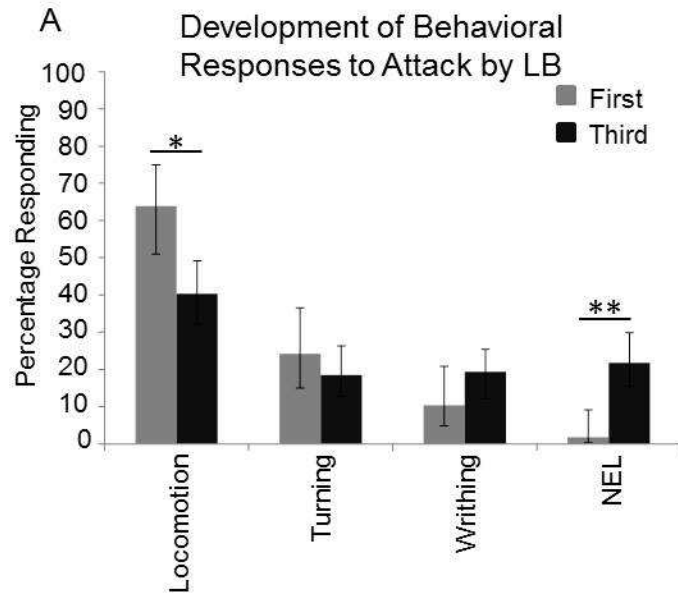 A
Development of Behavioral
Responses to Attack by LB
First
Third
Percentage Responding
100
90
80
70
60
50
40
30
20
10
0
*
**
Locomotion
Turning
Writhing
NEL